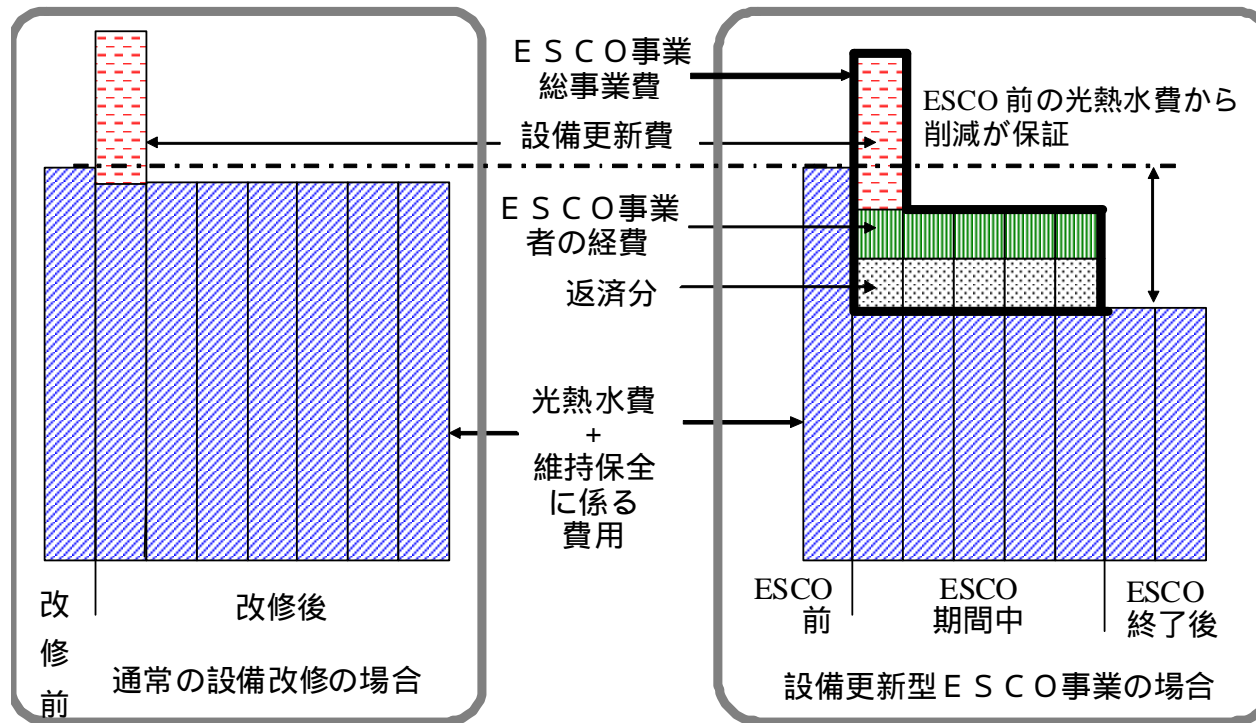 ＥＳＣＯ事業
総事業費
設備更新費
ＥＳＣＯ事業
者の経費
返済分
光熱水費
+
維持保全
に係る
費用
改
修
前
改修後
通常の設備改修の場合
ESCO 前の光熱水費から
削減が保証
ESCO
前
ESCO
期間中
ESCO
終了後
設備更新型ＥＳＣＯ事業の場合